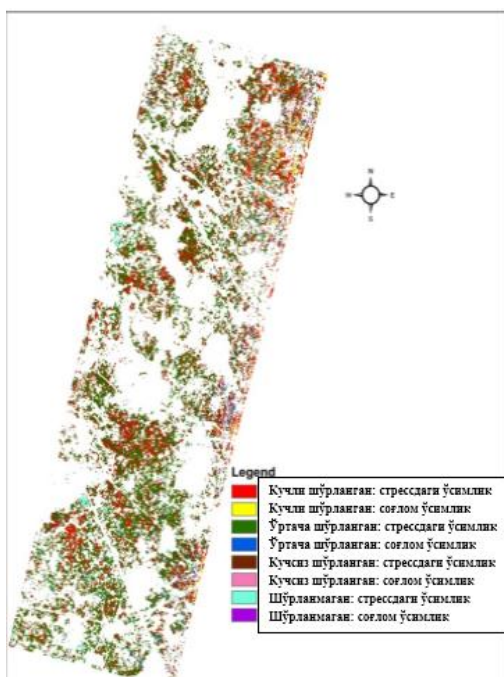 N
W E
S
Legend
Кучли шўрланган: стрессдаги ўсимлик
Кучли шўрланган: соғлом ўсимлик
Ўртача шўрланган: стрессдаги ўсимлик
Ўртача шўрланган: соғлом ўсимлик
Кучсиз шўрланган: стрессдаги ўсимлик
Кучсиз шўрланган: соғлом ўсимлик
Шўрланмаган: стрессдаги ўсимлик
Шўрланмаган: соғлом ўсимлик